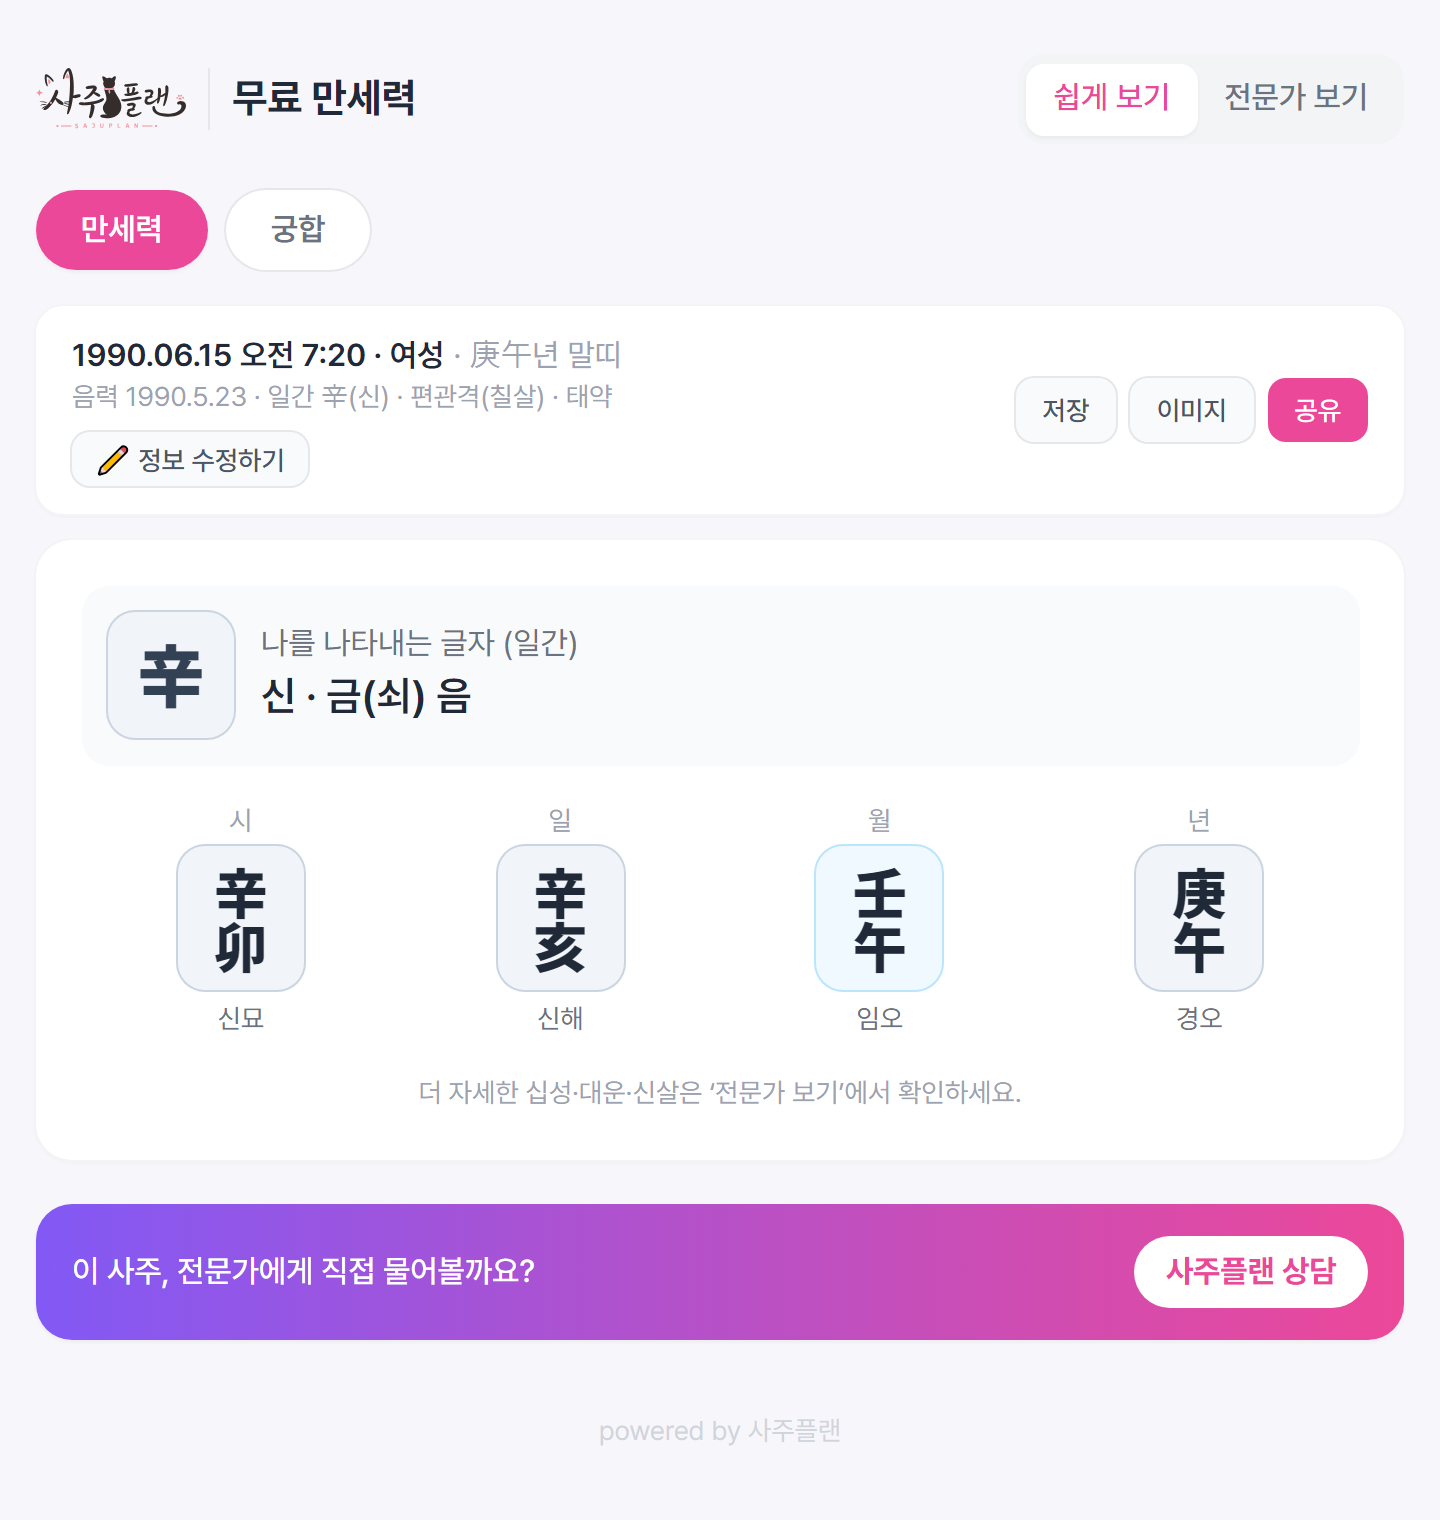 사주플랜
SAJUPLAN
무료 만세력
쉽게 보기
전문가 보기
만세력
궁합
1990.06.15 오전 7:20 · 여성 · 庚午년 말띠
음력 1990.5.23 · 일간 辛(신) · 편관격(칠살) · 태약
정보 수정하기
저장
이미지
공유
辛
나를 나타내는 글자 (일간)
신 · 금(쇠) 음
시
일
월
년
辛
卯
辛
亥
壬
午
庚
午
신묘
신해
임오
경오
더 자세한 십성·대운·신살은 ‘전문가 보기’에서 확인하세요.
이 사주, 전문가에게 직접 물어볼까요?
사주플랜 상담
powered by 사주플랜